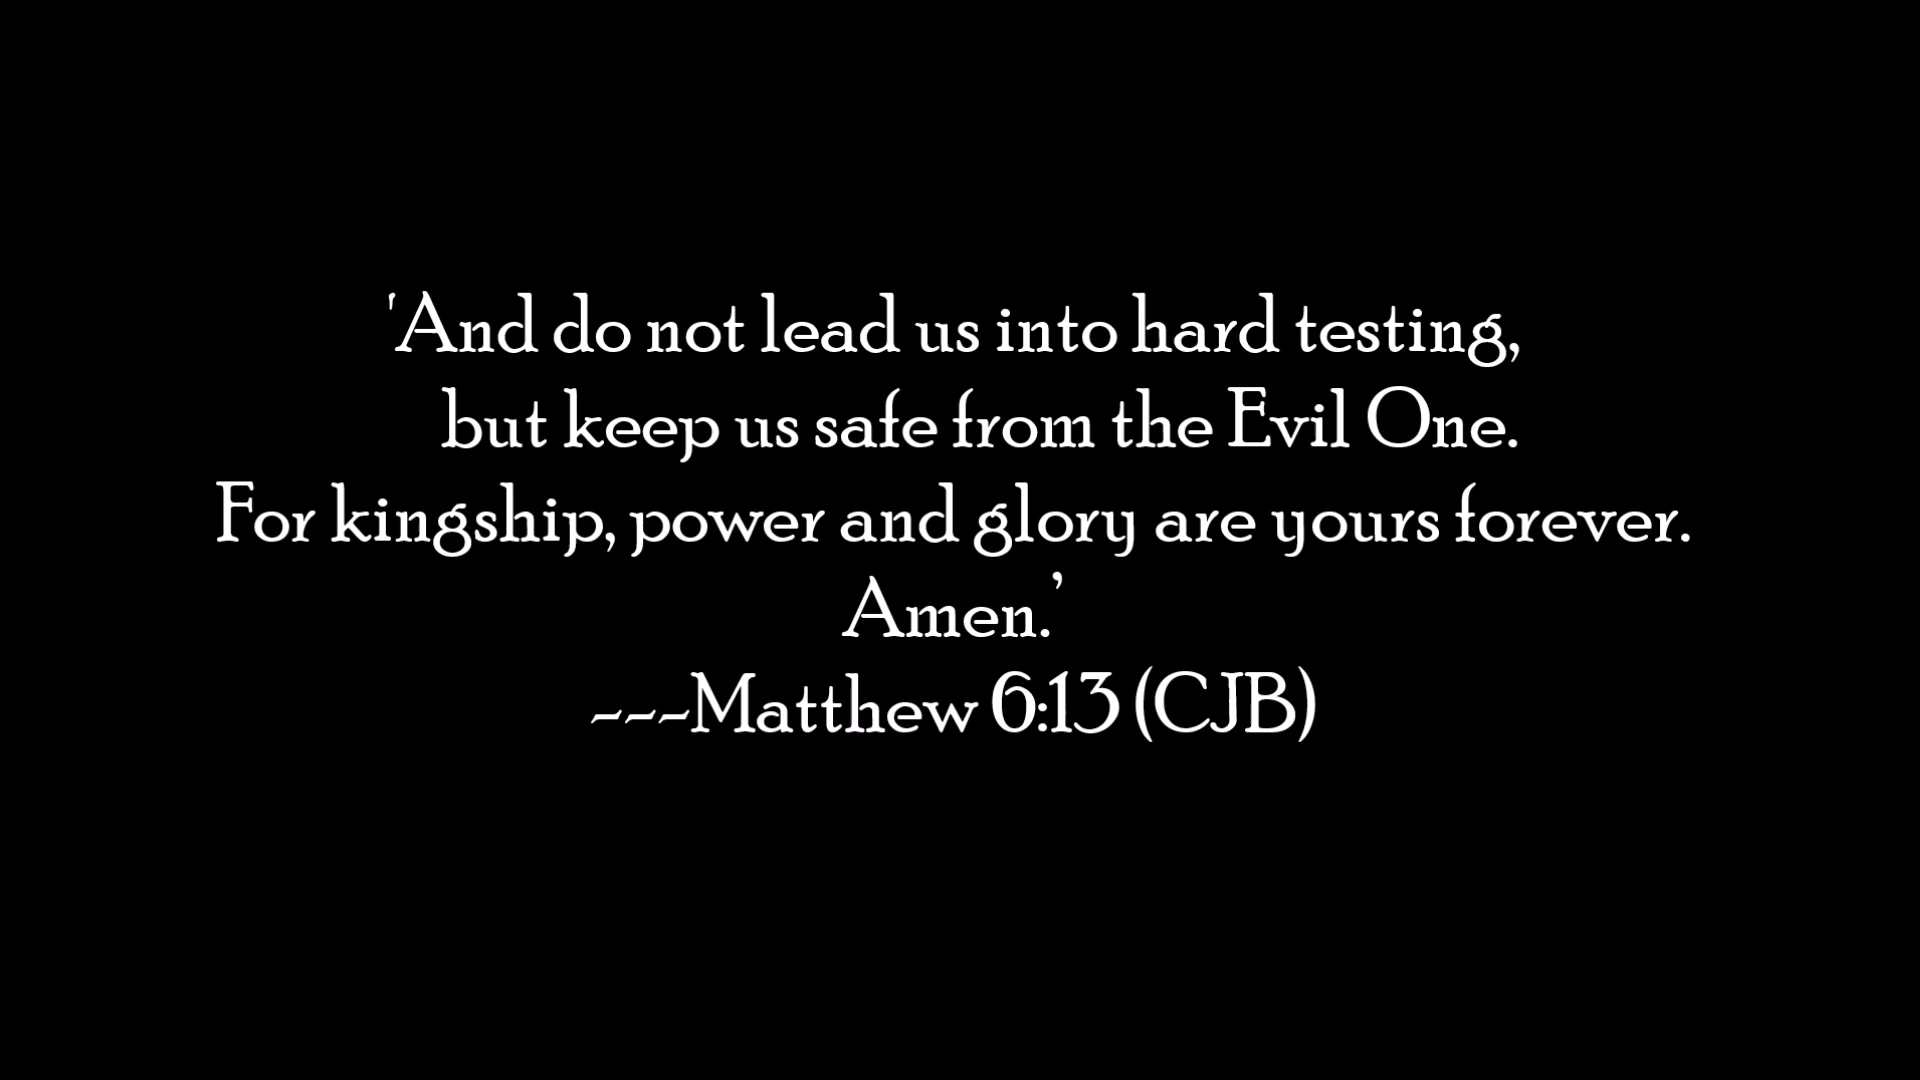 'And do not lead us into hard testing,
but keep us safe from the Evil One.
For kingship, power and glory are yours forever.
Amen.’
---Matthew 6:13 (CJB)